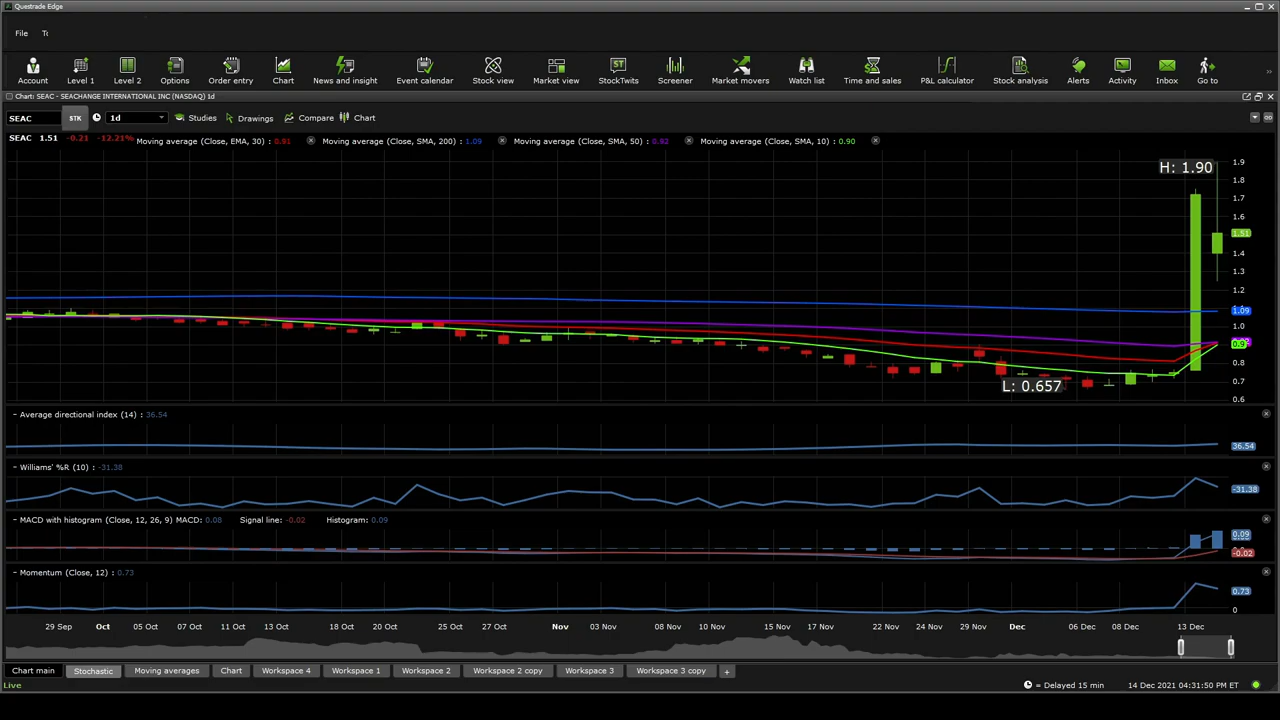 Questrade Edge
File
Account Level 1 Level 2 Options Order entry Chart News and insight Event calendar Stock view Market view StockTwits Screener Market movers Watch list Time and sales P&L calculator Stock analysis Alerts Activity Inbox Go to
Chart: SEAC - SEACHANGE INTERNATIONAL INC (NASDAQ) 1d
SEAC STK 1d Studies Drawings Compare Chart
SEAC 1.51 -0.21 -12.21% Moving average (Close, EMA, 30) : 0.91 Moving average (Close, SMA, 200) : 1.09 Moving average (Close, SMA, 50) : 0.92 Moving average (Close, SMA, 10) : 0.90
1.9
H: 1.90
1.8
1.7
1.6
1.51
1.4
1.3
1.2
1.09
1.0
0.8
0.7
L: 0.657
0.6
Average directional index (14) : 36.54
36.54
Williams' %R (10) : -31.38
-31.38
MACD with histogram (Close, 12, 26, 9) MACD: 0.08 Signal line: -0.02 Histogram: 0.09
0.09
-0.02
Momentum (Close, 12) : 0.73
0.73
0
29 Sep Oct 05 Oct 07 Oct 11 Oct 13 Oct 18 Oct 20 Oct 25 Oct 27 Oct Nov 03 Nov 08 Nov 10 Nov 15 Nov 17 Nov 22 Nov 24 Nov 29 Nov Dec 06 Dec 08 Dec 13 Dec
Chart main Stochastic Moving averages Chart Workspace 4 Workspace 1 Workspace 2 Workspace 2 copy Workspace 3 Workspace 3 copy +
Live = Delayed 15 min 14 Dec 2021 04:31:50 PM ET